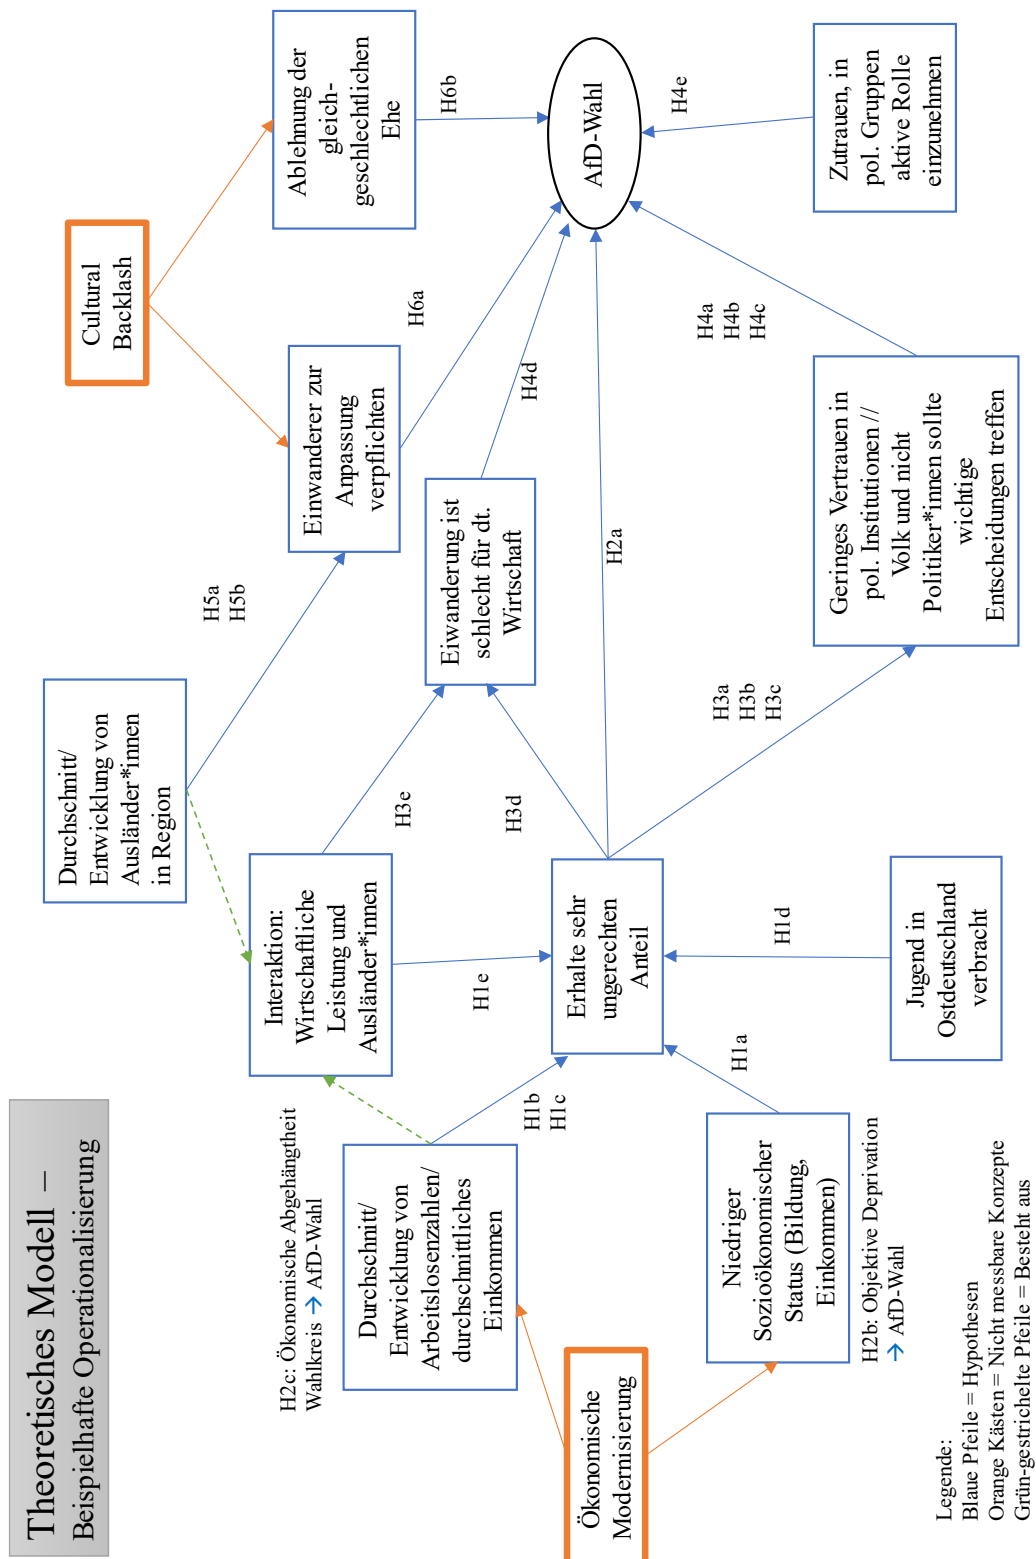 Theoretisches Modell –
Beispielhafte Operationalisierung
H2c: Ökonomische Abgehängtheit
Wahlkreis → AfD-Wahl
Ökonomische
Modernisierung
Durchschnitt/
Entwicklung von
Arbeitslosenzahlen/
durchschnittliches
Einkommen
Niedriger
Sozioökonomischer
Status (Bildung,
Einkommen)
H2b: Objektive Deprivation
→ AfD-Wahl
H1b
H1c
H1a
Durchschnitt/
Entwicklung von
Ausländer*innen
in Region
Interaktion:
Wirtschaftliche
Leistung und
Ausländer*innen
H1e
Erhalte sehr
ungerechten
Anteil
H1d
Jugend in
Ostdeutschland
verbracht
H5a
H5b
H3e
H3d
H3a
H3b
H3c
Cultural
Backlash
Einwanderer zur
Anpassung
verpflichten
Eiwanderung ist
schlecht für dt.
Wirtschaft
H2a
Geringes Vertrauen in
pol. Institutionen //
Volk und nicht
Politiker*innen sollte
wichtige
Entscheidungen treffen
H6a
H4d
H4a
H4b
H4c
Ablehnung der
gleich-
geschlechtlichen
Ehe
H6b
AfD-Wahl
H4e
Zutrauen, in
pol. Gruppen
aktive Rolle
einzunehmen
Legende:
Blaue Pfeile = Hypothesen
Orange Kästen = Nicht messbare Konzepte
Grün-gestrichelte Pfeile = Besteht aus